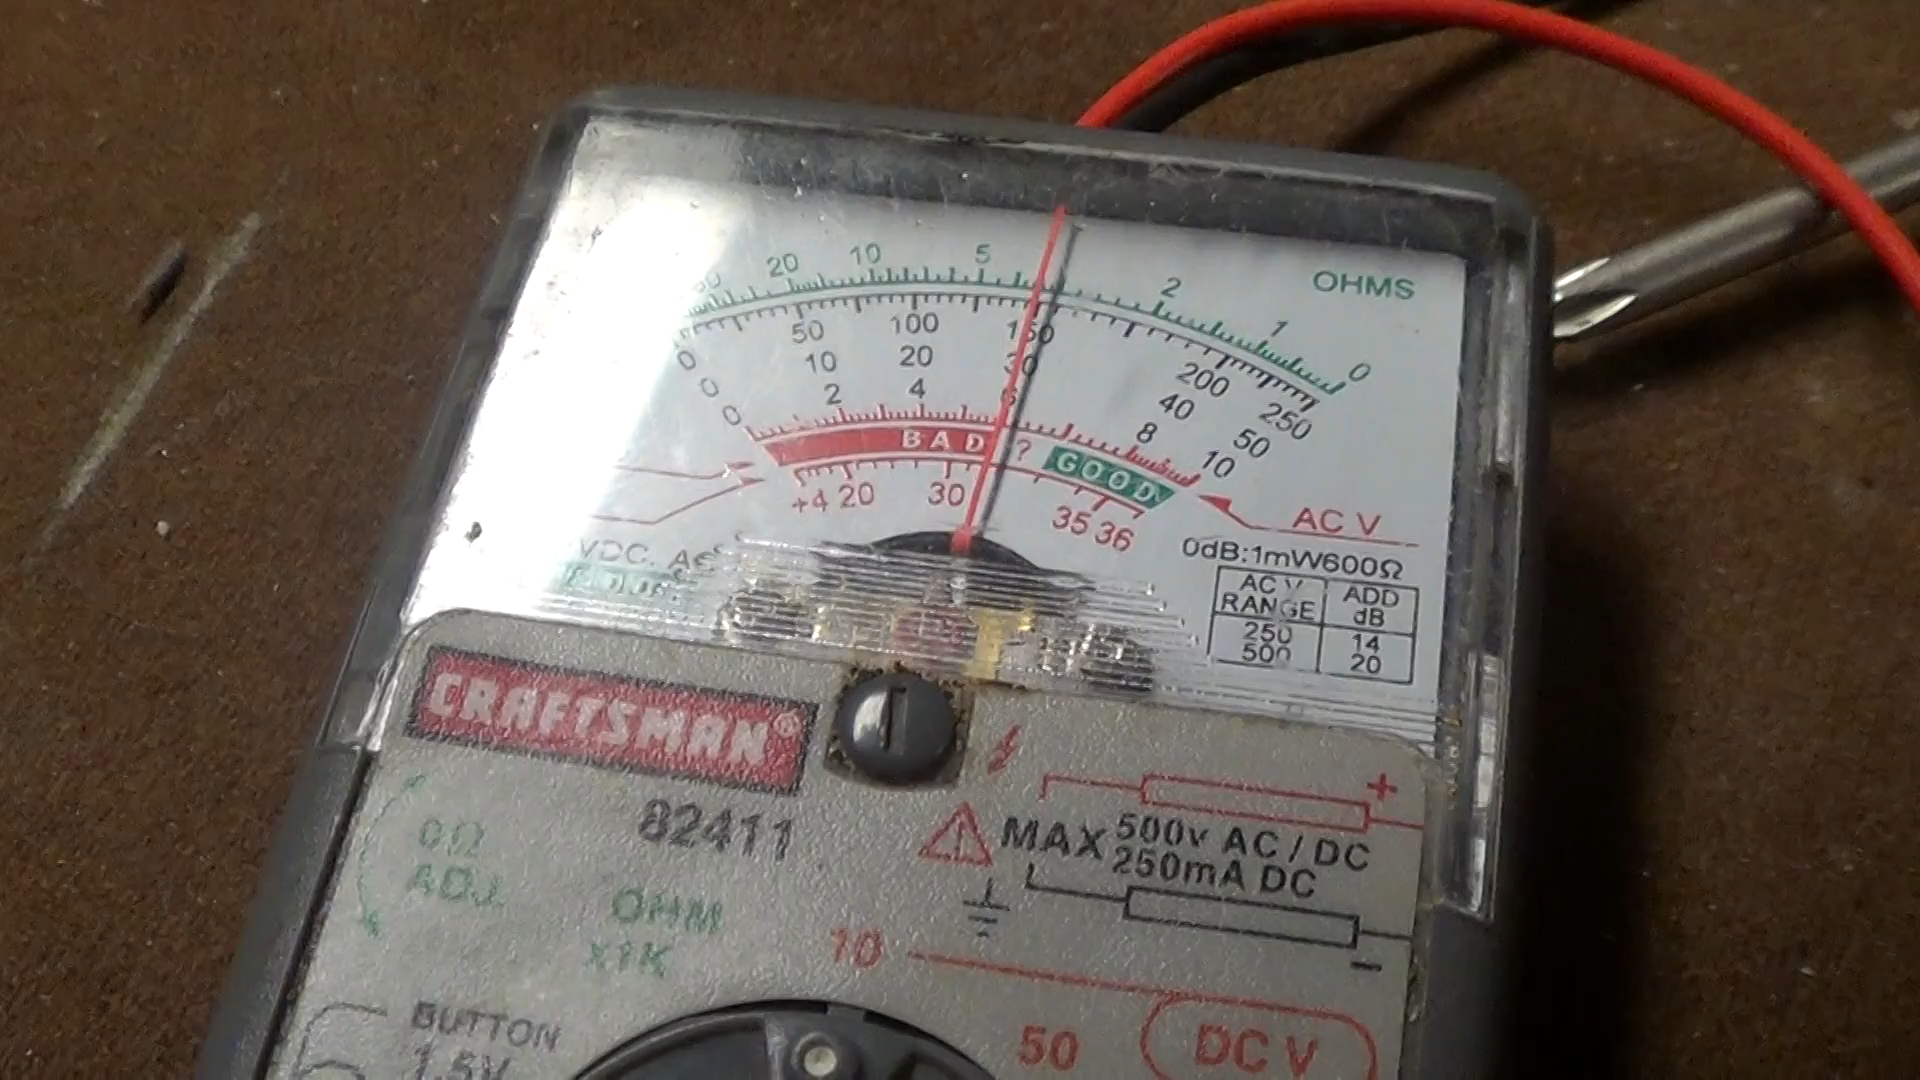 20 10 5 2 1 0
OHMS
0 50 100 150 200 250
0 10 20 30 40 50
0 2 4 6 8 10
BAD ? GOOD
+4 20 30 35 36
AC V
VDC.
0dB:1mW600Ω
AC V RANGE ADD dB
250 14
500 20
CRAFTSMAN®
82411
+
MAX 500v AC/DC
250mA DC
−
0Ω
ADJ.
OHM
X1K
10
BUTTON
1.5V
50
DC V